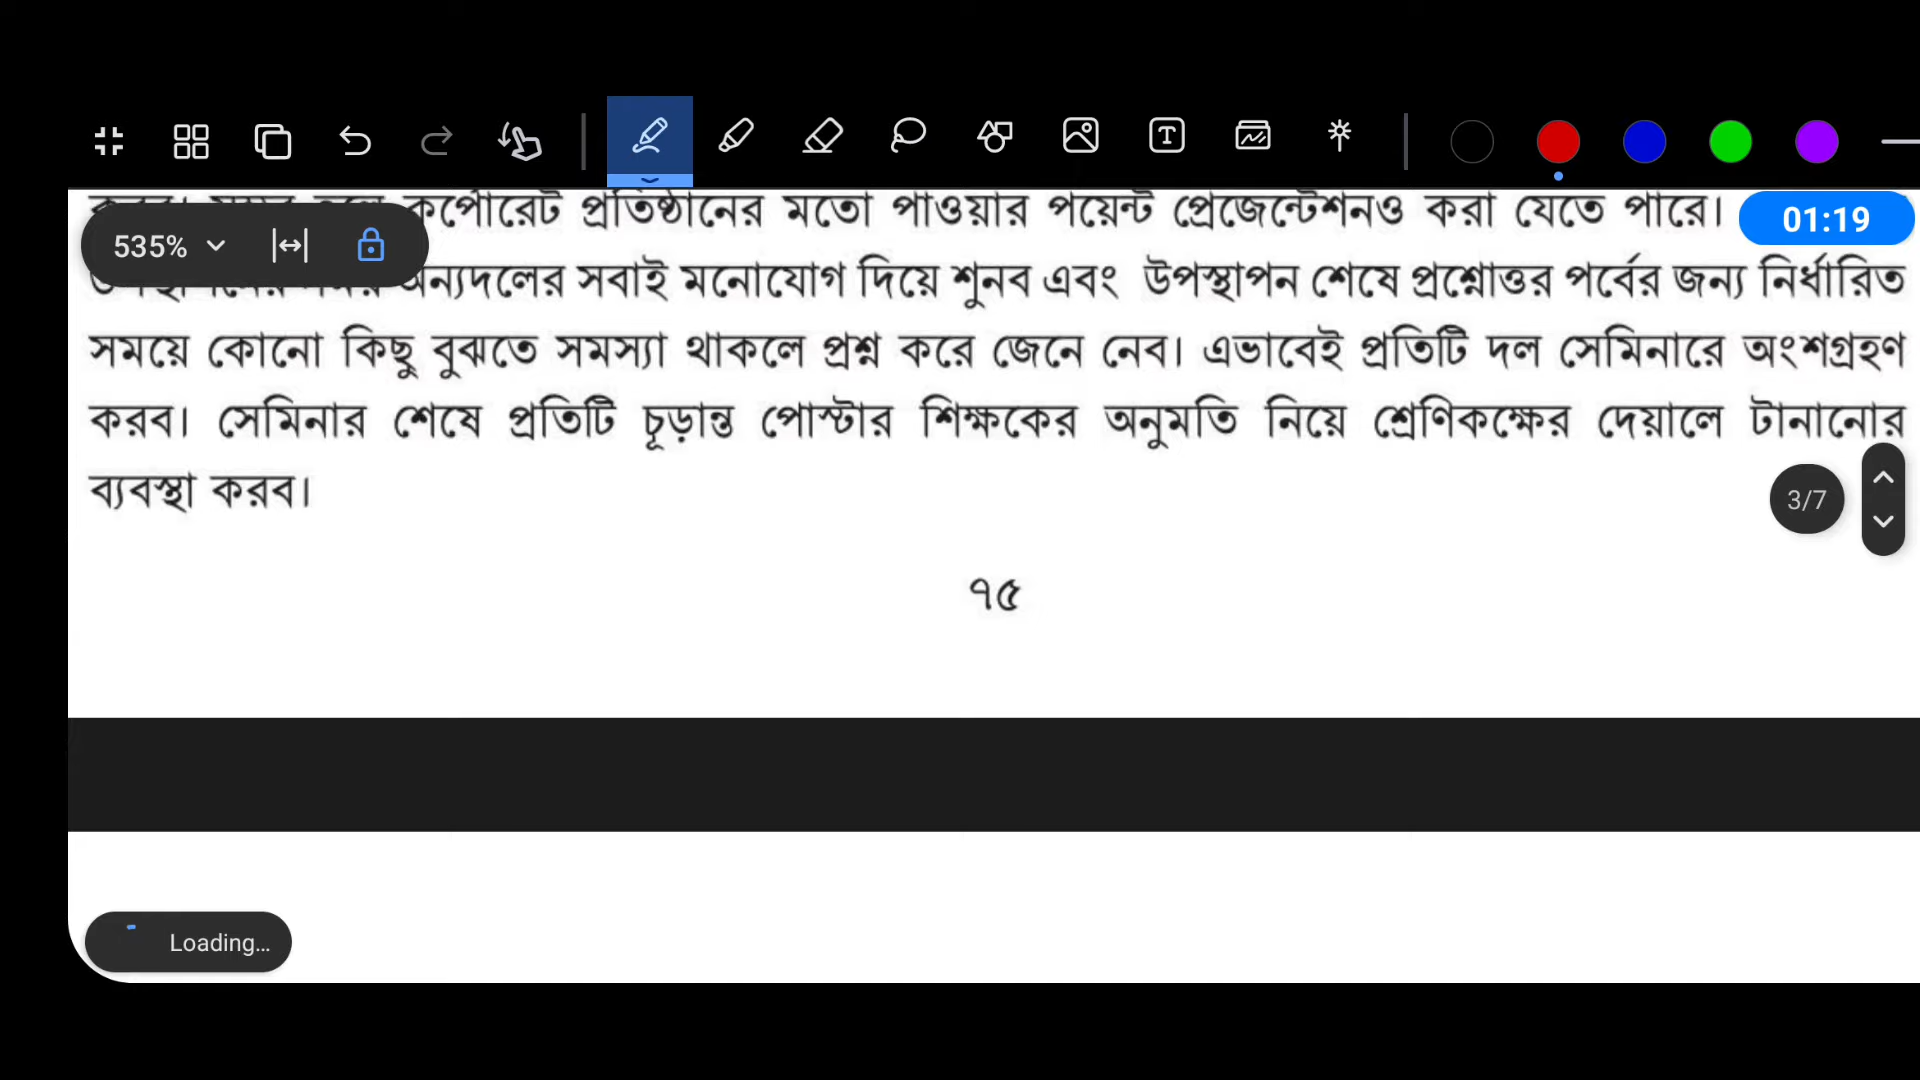 কর্পোরেট প্রতিষ্ঠানের মতো পাওয়ার পয়েন্ট প্রেজেন্টেশনও করা যেতে পারে।
01:19
535%
অন্যদলের সবাই মনোযোগ দিয়ে শুনব এবং উপস্থাপন শেষে প্রশ্নোত্তর পর্বের জন্য নির্ধারিত
সময়ে কোনো কিছু বুঝতে সমস্যা থাকলে প্রশ্ন করে জেনে নেব। এভাবেই প্রতিটি দল সেমিনারে অংশগ্রহণ
করব। সেমিনার শেষে প্রতিটি চূড়ান্ত পোস্টার শিক্ষকের অনুমতি নিয়ে শ্রেণিকক্ষের দেয়ালে টানানোর
ব্যবস্থা করব।
3/7
৭৫
Loading...